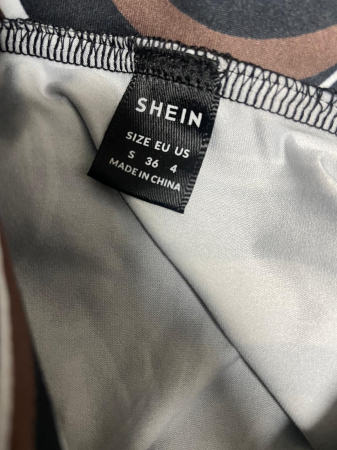 SHEIN
SIZE EU US
S 36 4
MADE IN CHINA